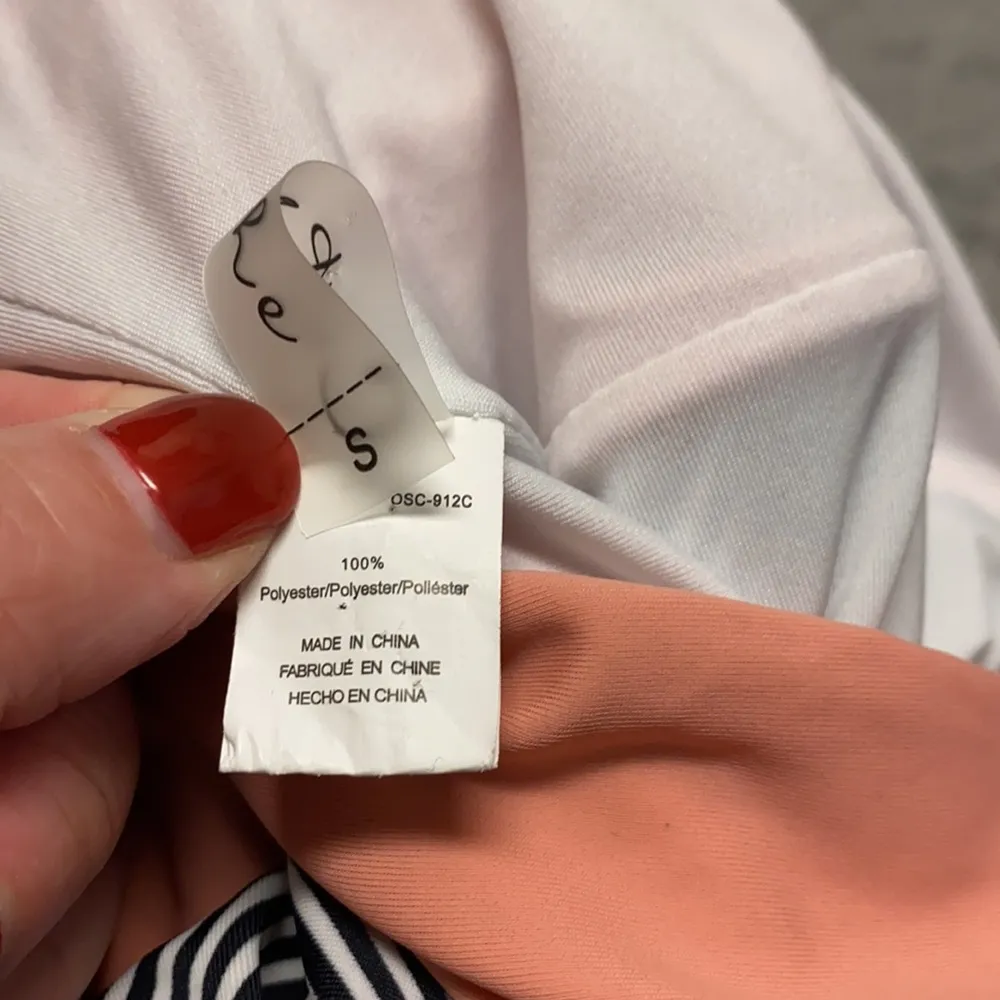 S
OSC-912C
100%
Polyester/Polyester/Poliéster
MADE IN CHINA
FABRIQUÉ EN CHINE
HECHO EN CHINA